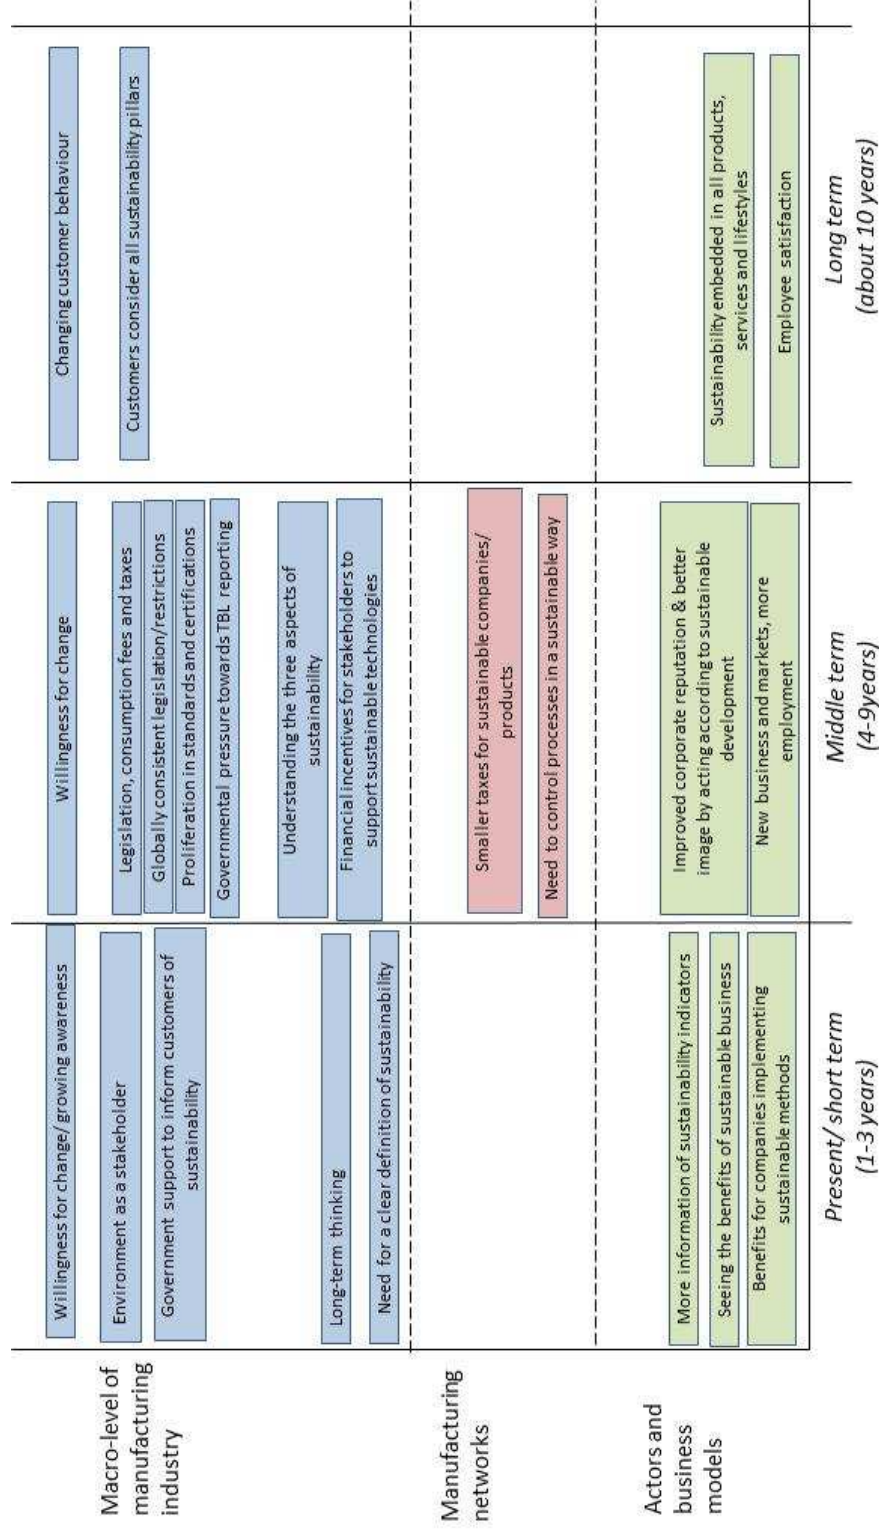 Macro-level of
manufacturing
industry
Willingness for change/ growing awareness
Environment as a stakeholder
Government support to inform customers of
sustainability
Long-term thinking
Need for a clear definition of sustainability
Willingness for change
Legislation, consumption fees and taxes
Globally consistent legislation/restrictions
Proliferation in standards and certifications
Governmental pressure towards TBL reporting
Understanding the three aspects of
sustainability
Financial incentives for stakeholders to
support sustainable technologies
Changing customer behaviour
Customers consider all sustainability pillars
Manufacturing
networks
Smaller taxes for sustainable companies/
products
Need to control processes in a sustainable way
Actors and
business
models
More information of sustainability indicators
Seeing the benefits of sustainable business
Benefits for companies implementing
sustainable methods
Improved corporate reputation & better
image by acting according to sustainable
development
New business and markets, more
employment
Sustainability embedded in all products,
services and lifestyles
Employee satisfaction
Present/ short term
(1-3 years)
Middle term
(4-9years)
Long term
(about 10 years)